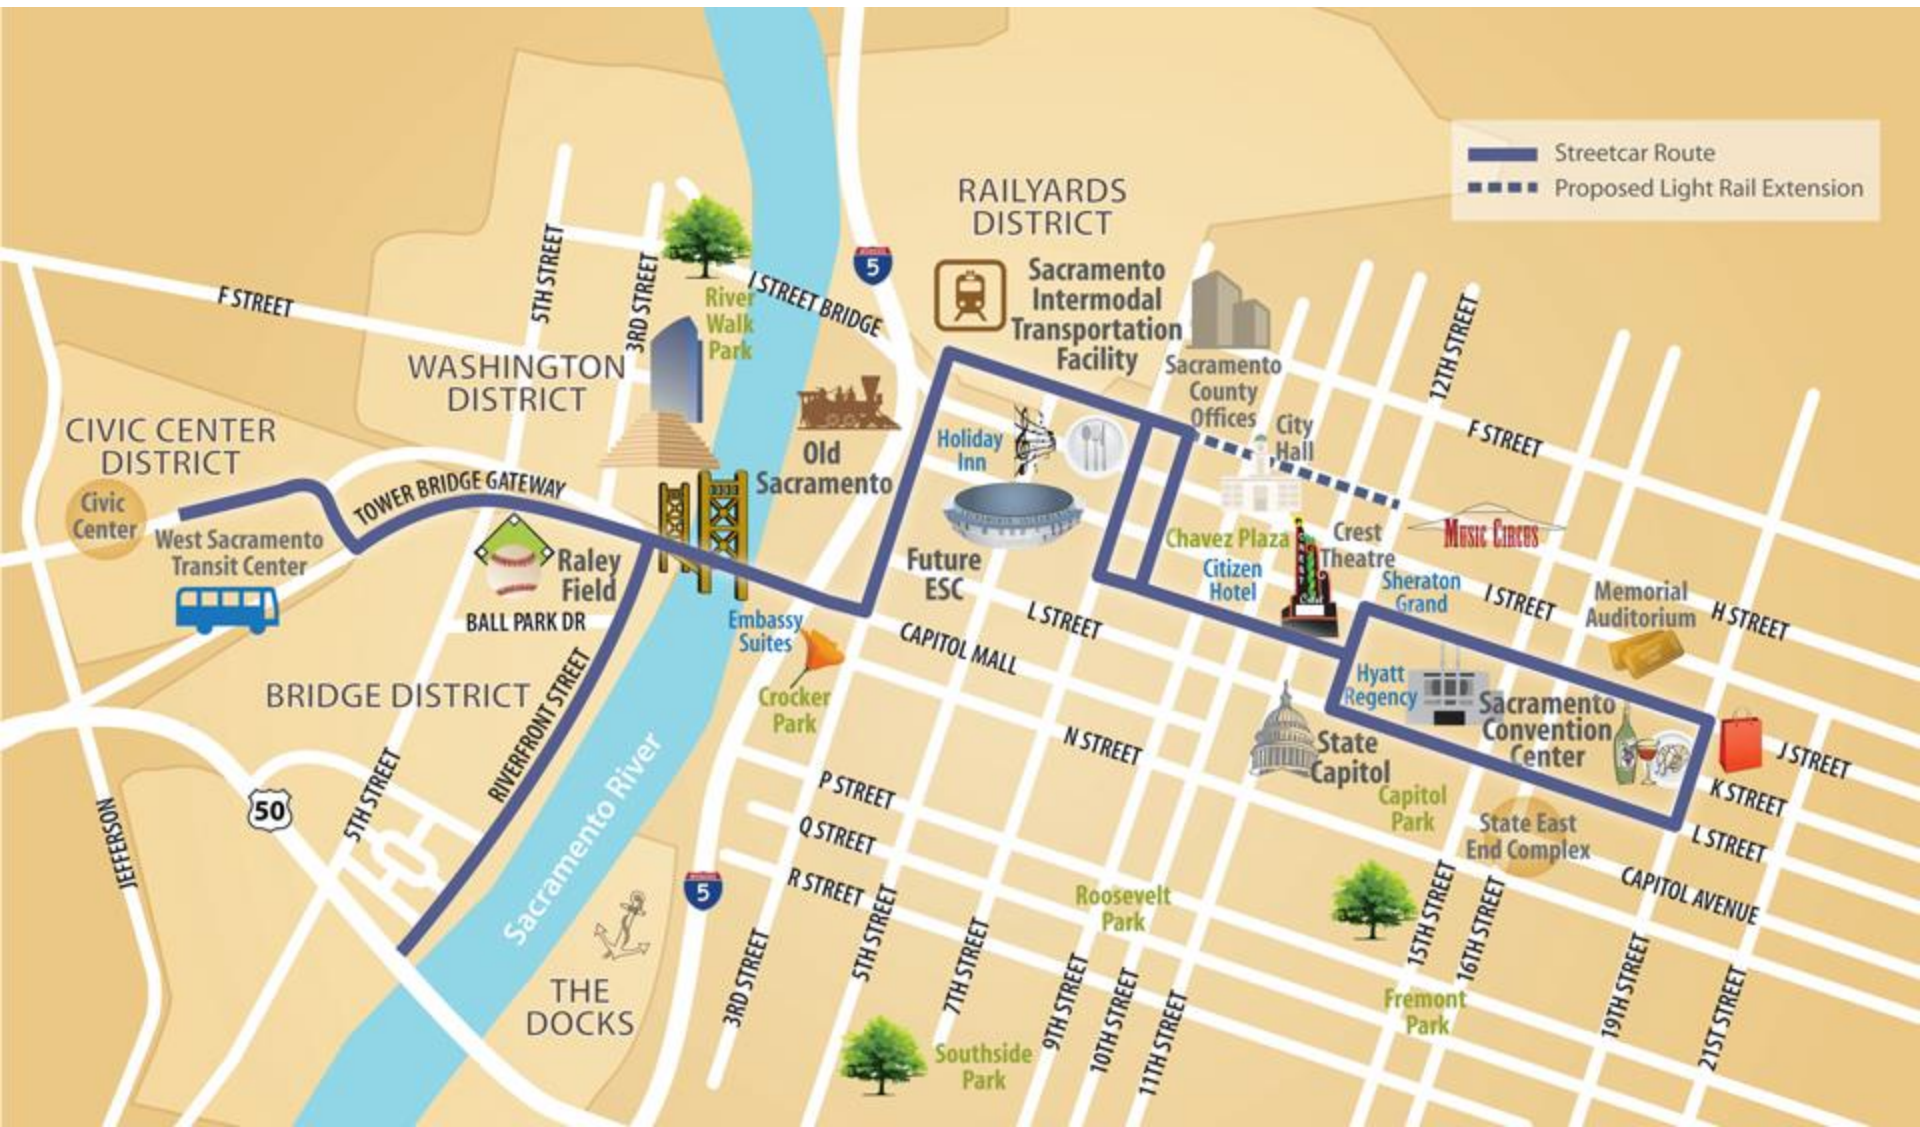 Streetcar Route
Proposed Light Rail Extension
RAILYARDS
DISTRICT
Sacramento
Intermodal
Transportation
Facility
5
I STREET BRIDGE
5TH STREET
3RD STREET
F STREET
River
Walk
Park
WASHINGTON
DISTRICT
CIVIC CENTER
DISTRICT
Civic
Center
West Sacramento
Transit Center
TOWER BRIDGE GATEWAY
Old
Sacramento
Holiday
Inn
Sacramento
County
Offices
City
Hall
12TH STREET
F STREET
Raley
Field
BALL PARK DR
Future
ESC
Chavez Plaza
Citizen
Hotel
CREST
Crest
Theatre
MUSIC CIRCUS
Sheraton
Grand
I STREET
Memorial
Auditorium
H STREET
Embassy
Suites
L STREET
CAPITOL MALL
Crocker
Park
BRIDGE DISTRICT
RIVERFRONT STREET
Hyatt
Regency
Sacramento
Convention
Center
State
Capitol
Capitol
Park
J STREET
K STREET
L STREET
State East
End Complex
CAPITOL AVENUE
N STREET
P STREET
Q STREET
R STREET
50
5TH STREET
JEFFERSON
Sacramento River
5
THE
DOCKS
Roosevelt
Park
Fremont
Park
Southside
Park
3RD STREET
5TH STREET
7TH STREET
9TH STREET
10TH STREET
11TH STREET
15TH STREET
16TH STREET
19TH STREET
21ST STREET